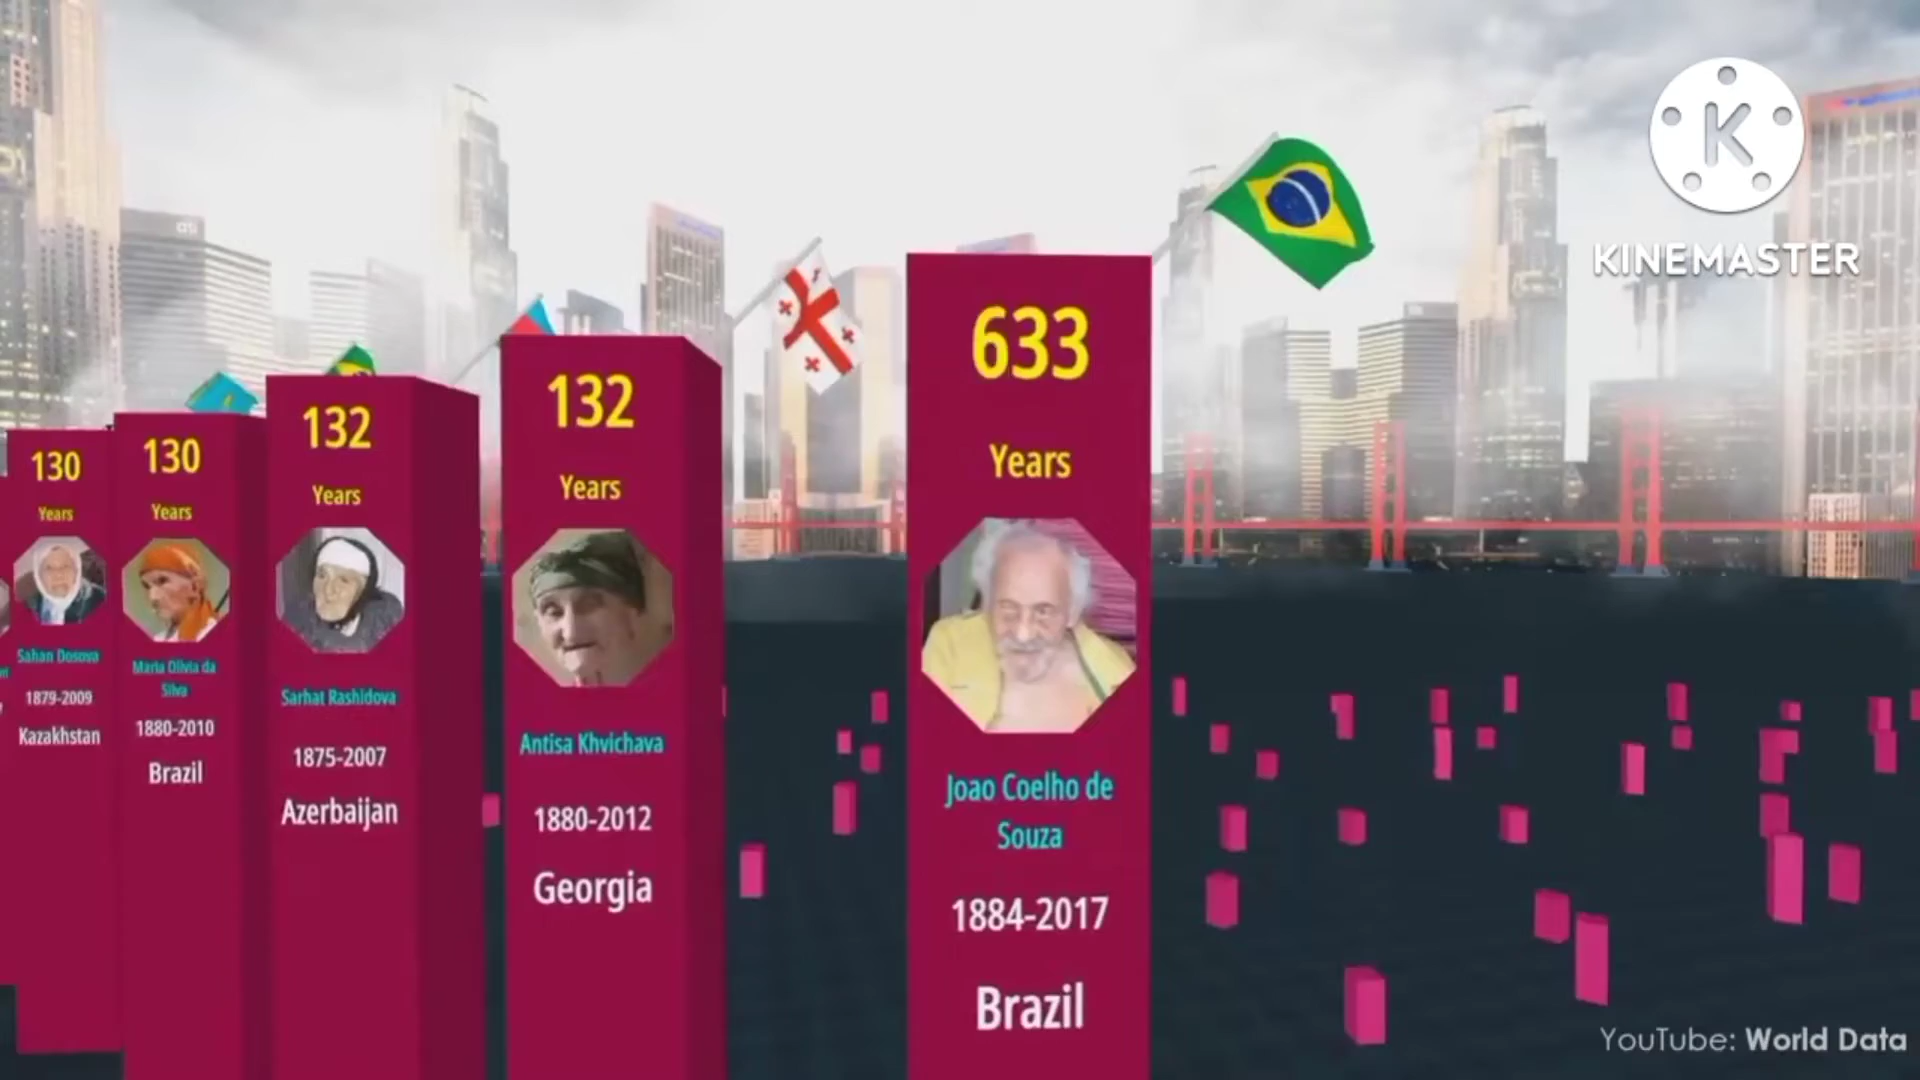 K
KINEMASTER
130
Years
Sahan Dosova
1879-2009
Kazakhstan
130
Years
Maria Olivia da
Silva
1880-2010
Brazil
132
Years
Sarhat Rashidova
1875-2007
Azerbaijan
132
Years
Antisa Khvichava
1880-2012
Georgia
633
Years
Joao Coelho de
Souza
1884-2017
Brazil
YouTube: World Data